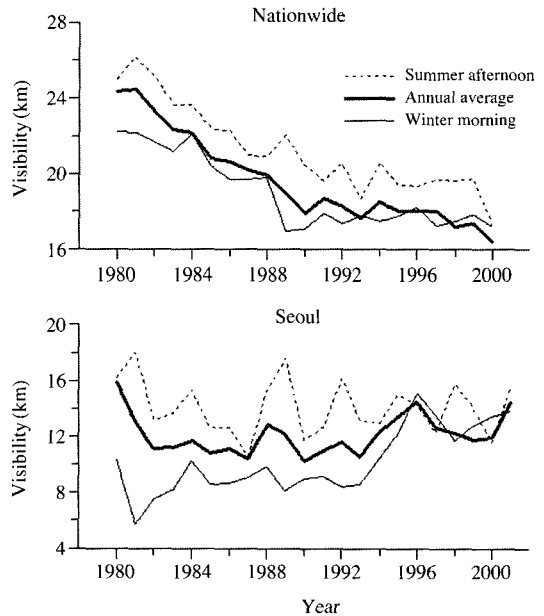 Nationwide
28
24
20
16
Visibility (km)
Summer afternoon
Annual average
Winter morning
1980 1984 1988 1992 1996 2000
Seoul
20
16
12
8
4
Visibility (km)
1980 1984 1988 1992 1996 2000
Year